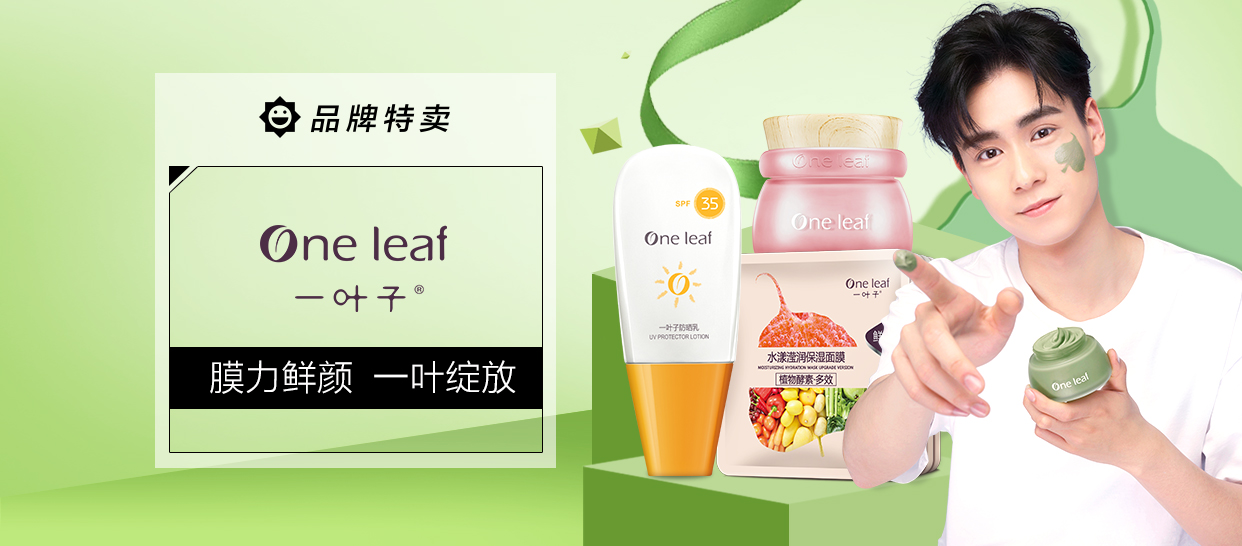 品牌特卖
One leaf
一叶子®
膜力鲜颜 一叶绽放
SPF 35
One leaf
一叶子防晒乳
UV PROTECTOR LOTION
One leaf
One leaf
One leaf
一叶子
水漾滢润保湿面膜
MOISTURIZING HYDRATION MASK UPGRADE VERSION
植物酵素·多效
鲜
One leaf